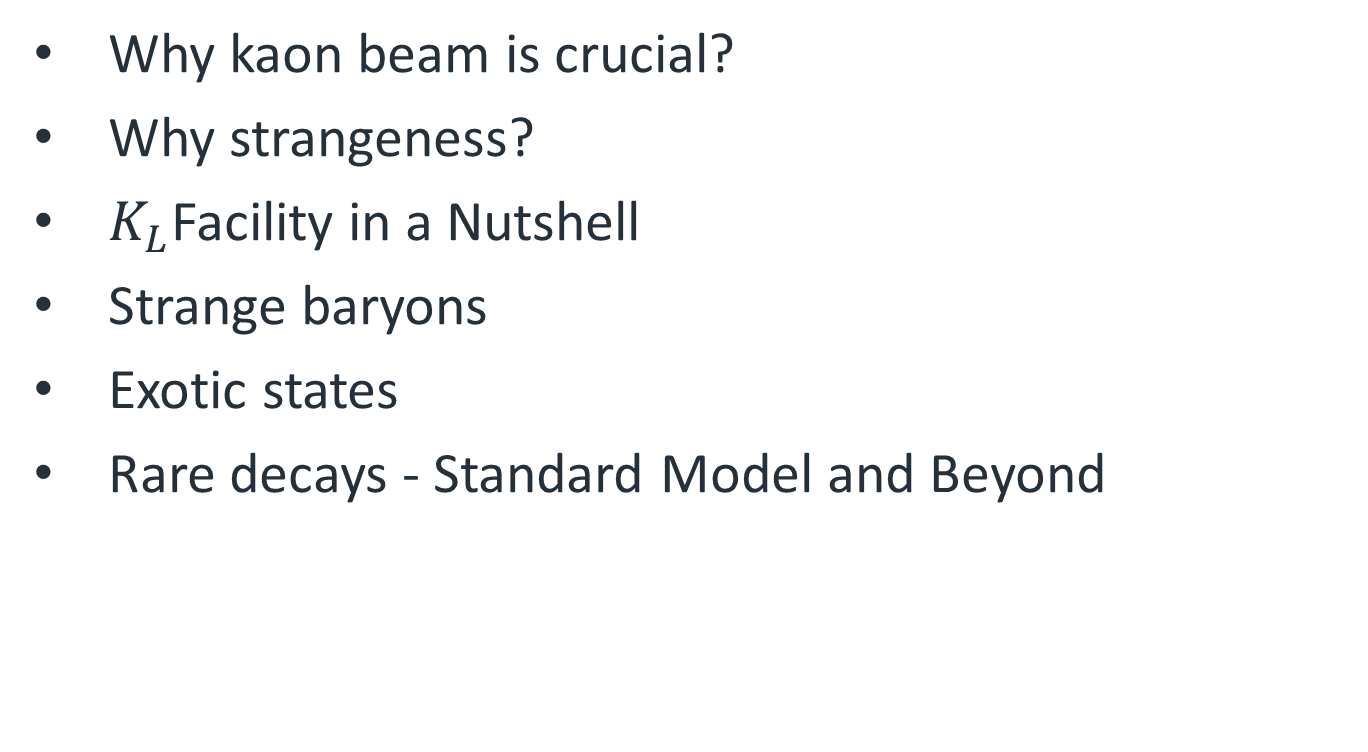 • Why kaon beam is crucial?
• Why strangeness?
• K_L Facility in a Nutshell
• Strange baryons
• Exotic states
• Rare decays - Standard Model and Beyond